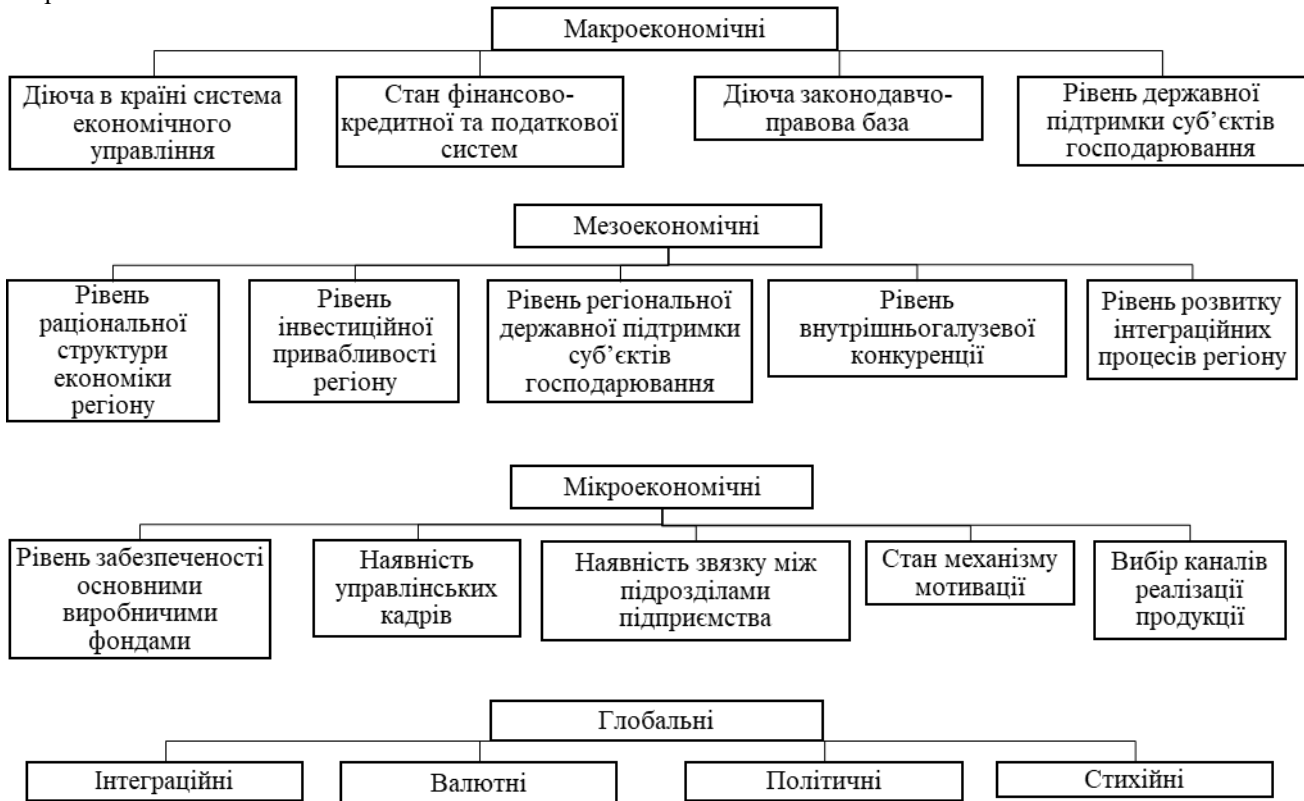 Макроекономічні
Діюча в країні система
економічного
управління
Стан фінансово-
кредитної та податкової
систем
Діюча законодавчо-
правова база
Рівень державної
підтримки суб’єктів
господарювання
Мезоекономічні
Рівень
раціональної
структури
економіки
регіону
Рівень
інвестиційної
привабливості
регіону
Рівень регіональної
державної підтримки
суб’єктів
господарювання
Рівень
внутрішньогалузевої
конкуренції
Рівень розвитку
інтеграційних
процесів регіону
Мікроекономічні
Рівень забезпеченості
основними
виробничими
фондами
Наявність
управлінських
кадрів
Наявність звязку між
підрозділами
підприємства
Стан механізму
мотивації
Вибір каналів
реалізації
продукції
Глобальні
Інтеграційні
Валютні
Політичні
Стихійні